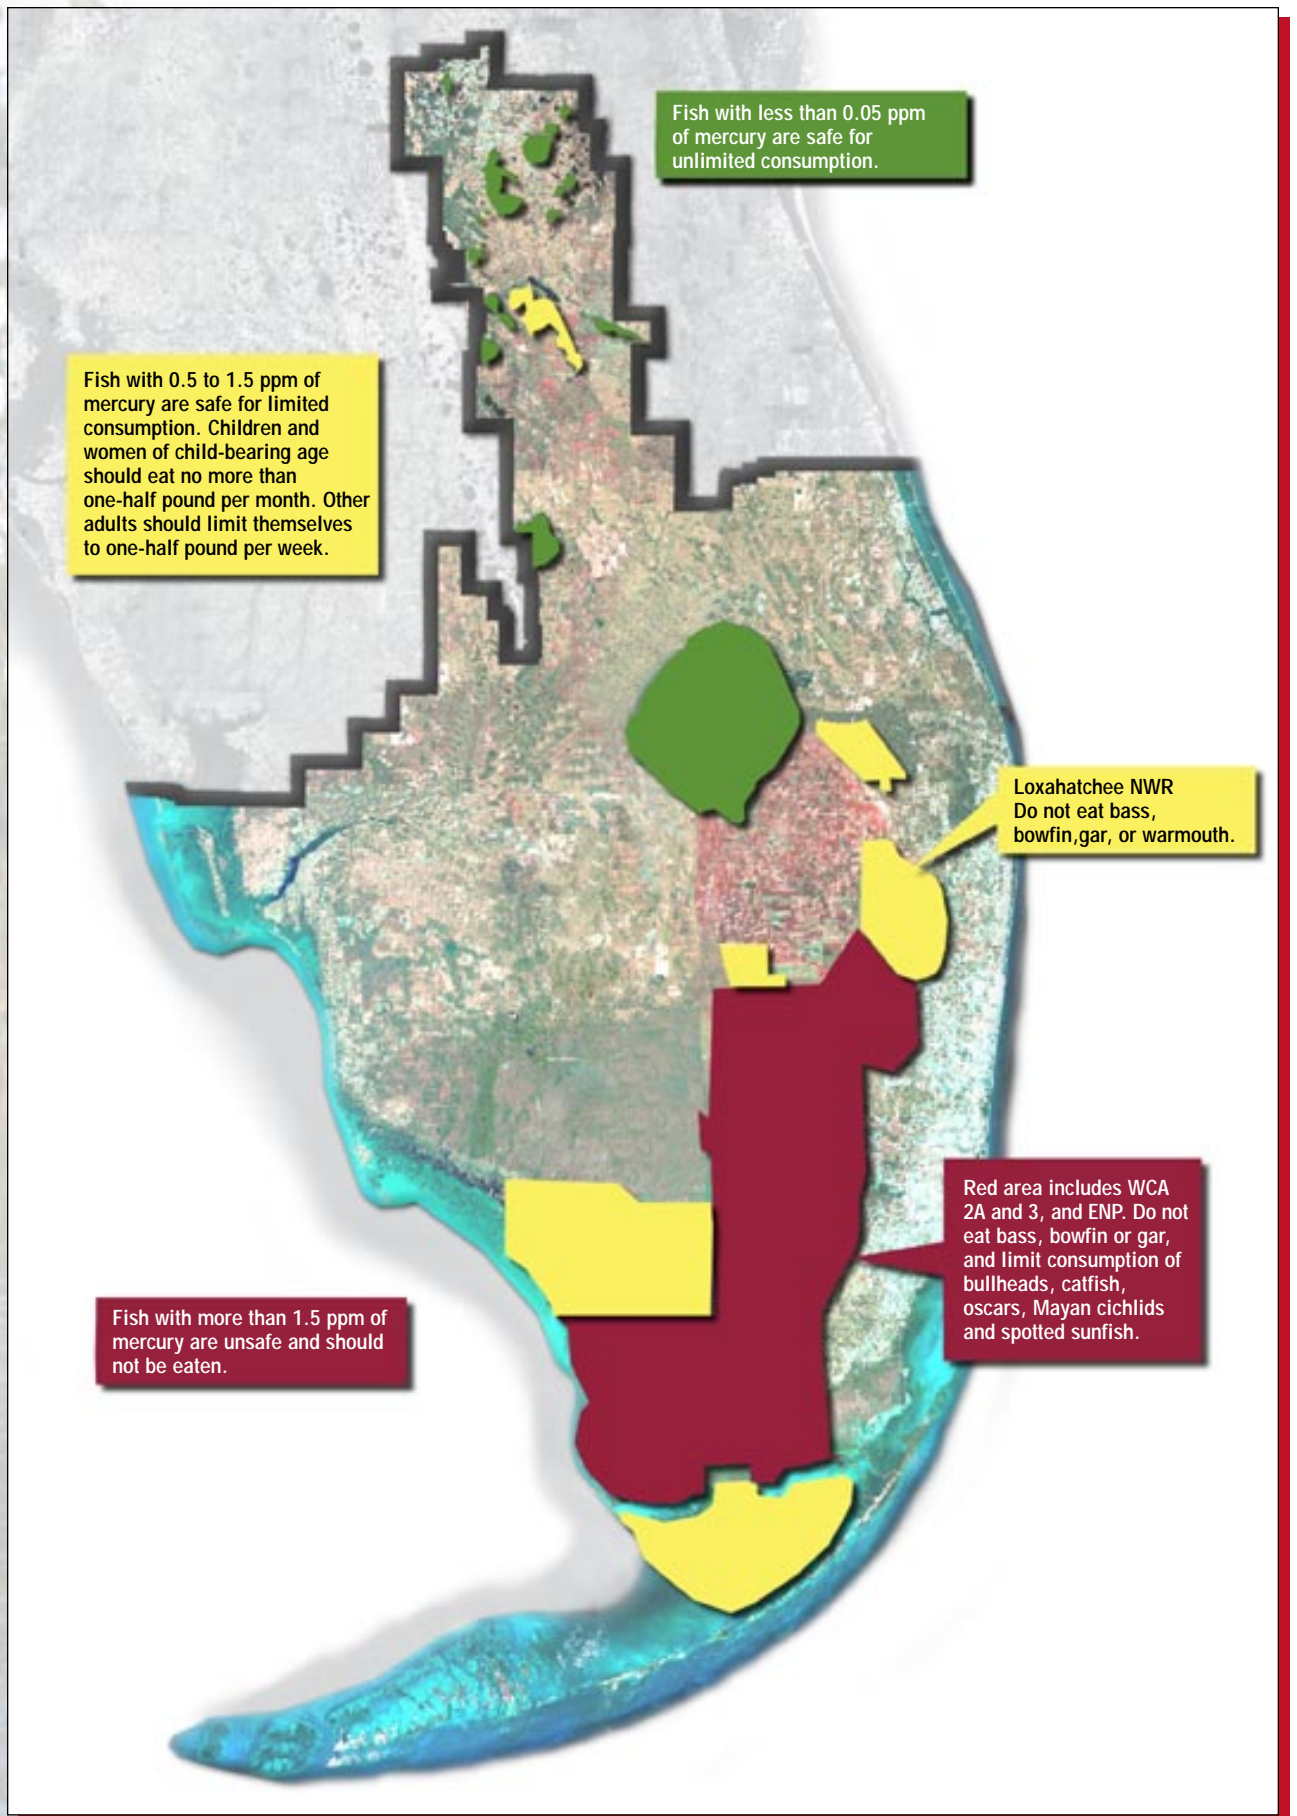 Fish with less than 0.05 ppm
of mercury are safe for
unlimited consumption.
Fish with 0.5 to 1.5 ppm of
mercury are safe for limited
consumption. Children and
women of child-bearing age
should eat no more than
one-half pound per month. Other
adults should limit themselves
to one-half pound per week.
Loxahatchee NWR
Do not eat bass,
bowfin,gar, or warmouth.
Red area includes WCA
2A and 3, and ENP. Do not
eat bass, bowfin or gar,
and limit consumption of
bullheads, catfish,
oscars, Mayan cichlids
and spotted sunfish.
Fish with more than 1.5 ppm of
mercury are unsafe and should
not be eaten.